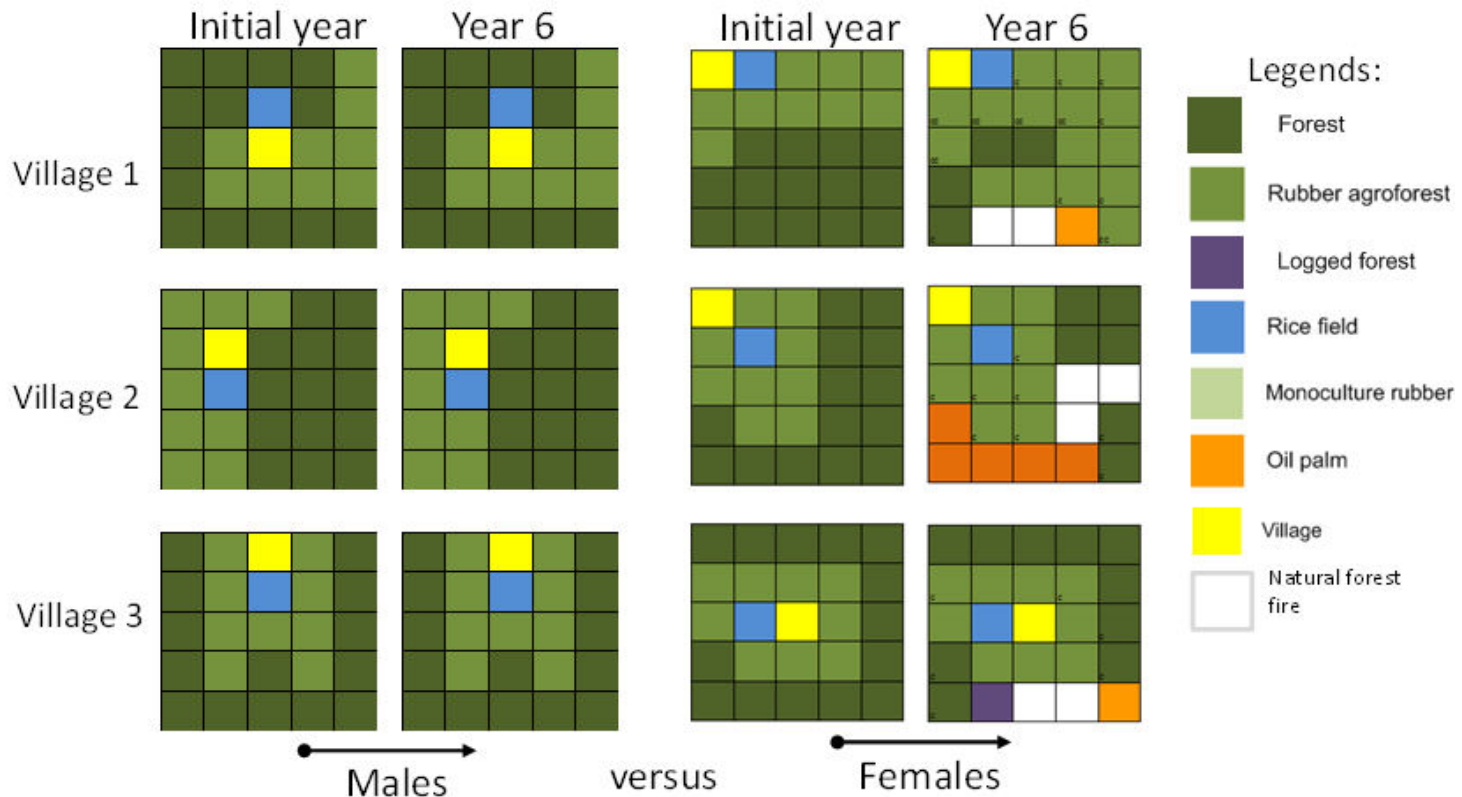 Initial year
Year 6
Initial year
Year 6
Legends:
Forest
Rubber agroforest
Logged forest
Rice field
Monoculture rubber
Oil palm
Village
Natural forest
fire
Village 1
Village 2
Village 3
Males
versus
Females